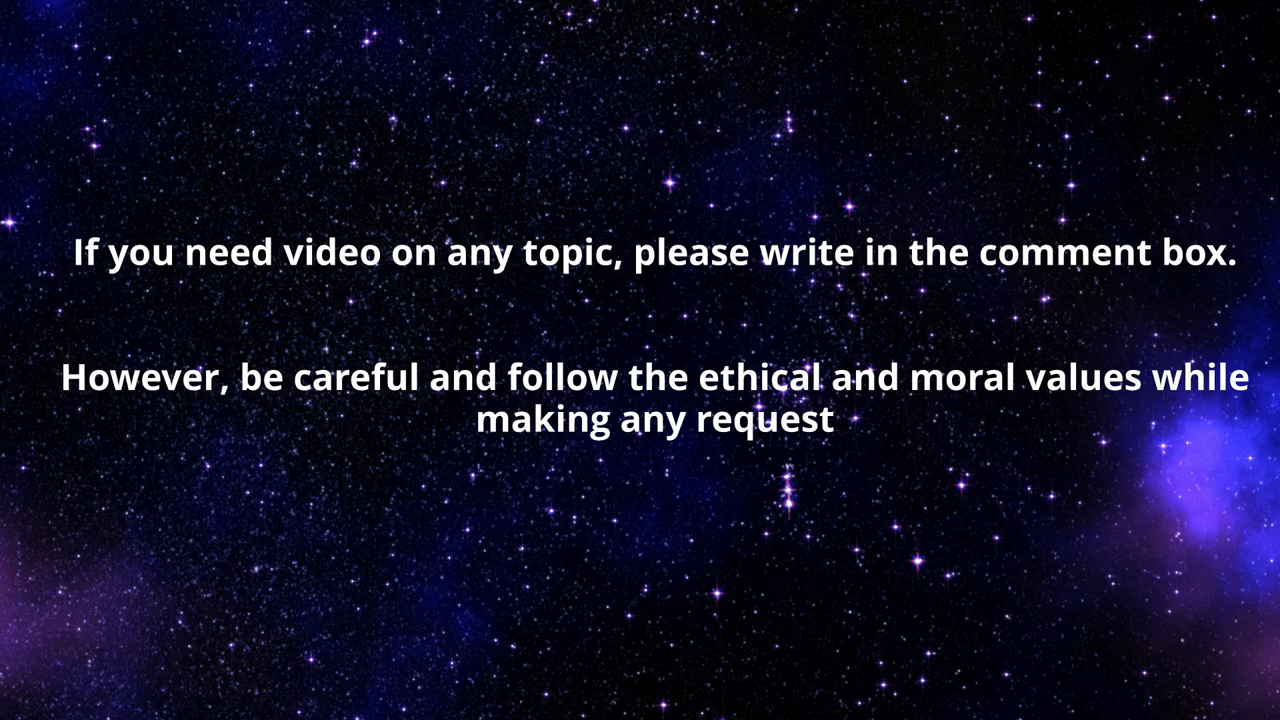 If you need video on any topic, please write in the comment box.
However, be careful and follow the ethical and moral values while
making any request